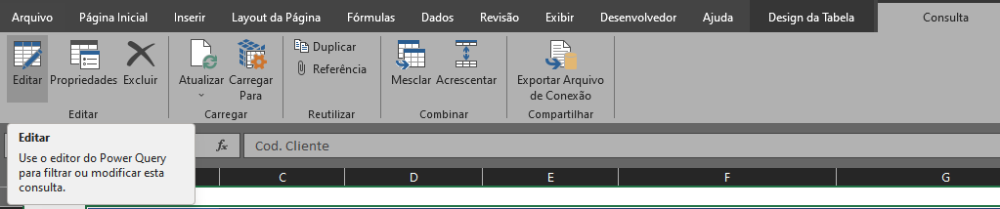 Arquivo Página Inicial Inserir Layout da Página Fórmulas Dados Revisão Exibir Desenvolvedor Ajuda Design da Tabela Consulta
Editar Propriedades Excluir
Atualizar Carregar
Para
Duplicar
Referência
Mesclar Acrescentar
Exportar Arquivo
de Conexão
Editar Carregar Reutilizar Combinar Compartilhar
Editar
Use o editor do Power Query
para filtrar ou modificar esta
consulta.
fx Cod. Cliente
C D E F G